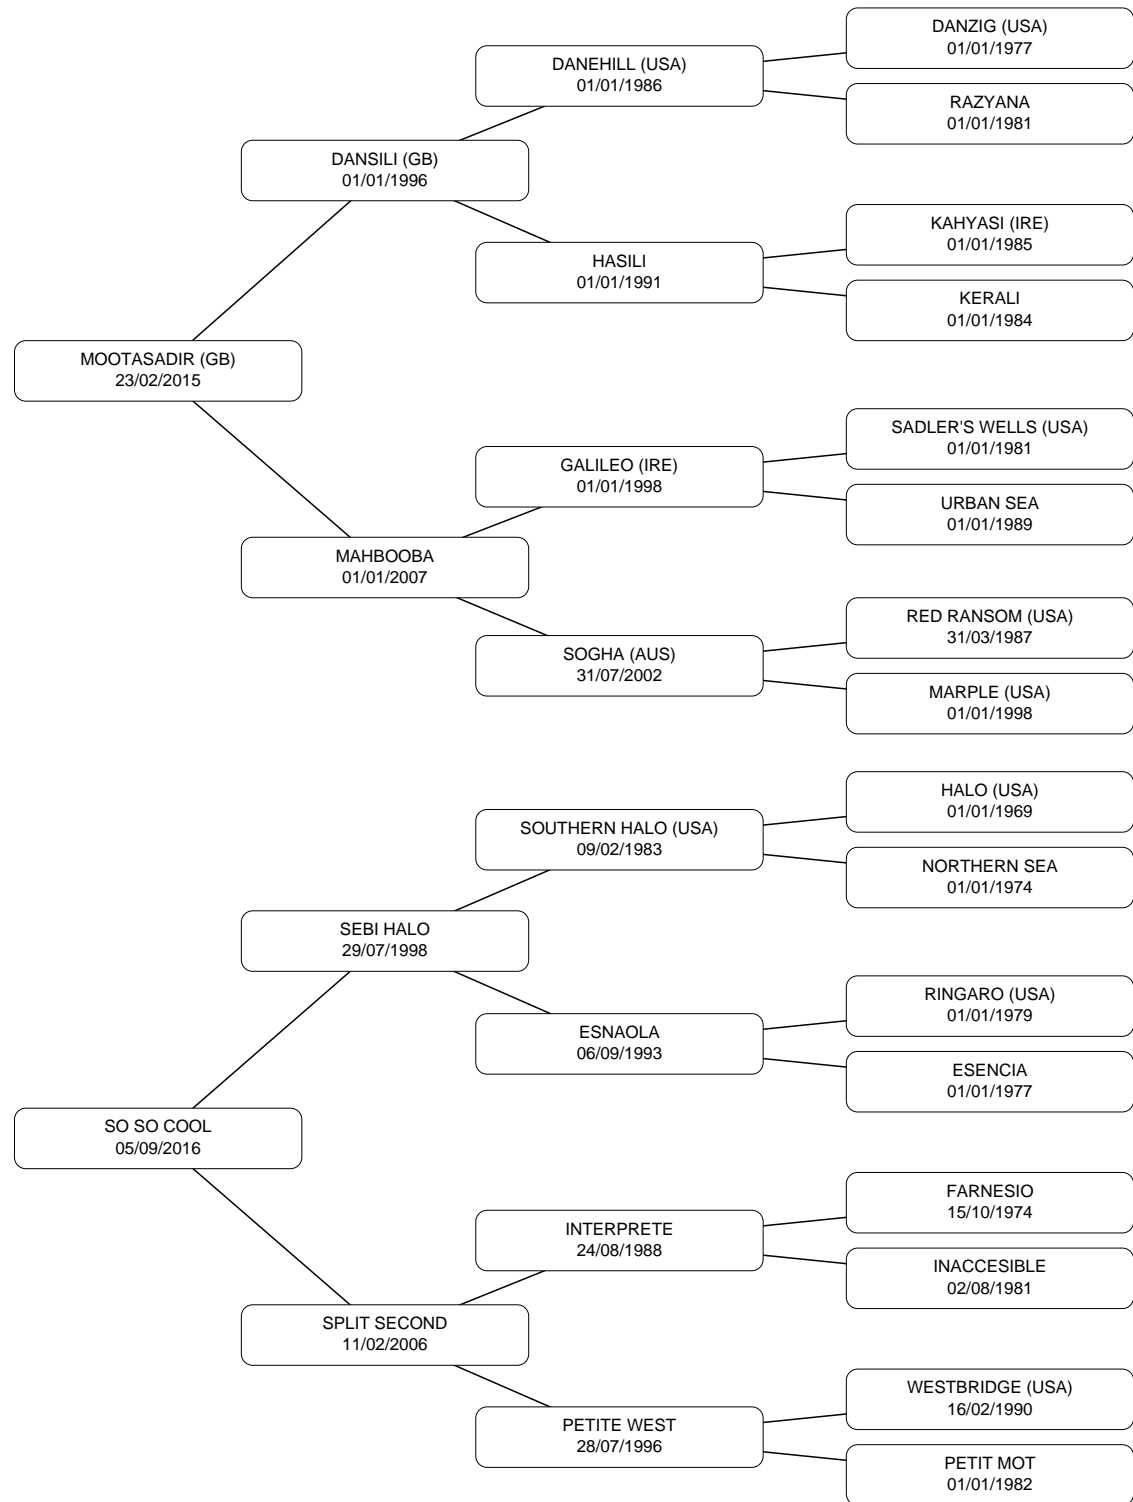 DANZIG (USA)
01/01/1977
DANEHILL (USA)
01/01/1986
RAZYANA
01/01/1981
DANSILI (GB)
01/01/1996
KAHYASI (IRE)
01/01/1985
HASILI
01/01/1991
KERALI
01/01/1984
MOOTASADIR (GB)
23/02/2015
SADLER'S WELLS (USA)
01/01/1981
GALILEO (IRE)
01/01/1998
URBAN SEA
01/01/1989
MAHBOOBA
01/01/2007
RED RANSOM (USA)
31/03/1987
SOGHA (AUS)
31/07/2002
MARPLE (USA)
01/01/1998
HALO (USA)
01/01/1969
SOUTHERN HALO (USA)
09/02/1983
NORTHERN SEA
01/01/1974
SEBI HALO
29/07/1998
RINGARO (USA)
01/01/1979
ESNAOLA
06/09/1993
ESENCIA
01/01/1977
SO SO COOL
05/09/2016
FARNESIO
15/10/1974
INTERPRETE
24/08/1988
INACCESIBLE
02/08/1981
SPLIT SECOND
11/02/2006
WESTBRIDGE (USA)
16/02/1990
PETITE WEST
28/07/1996
PETIT MOT
01/01/1982